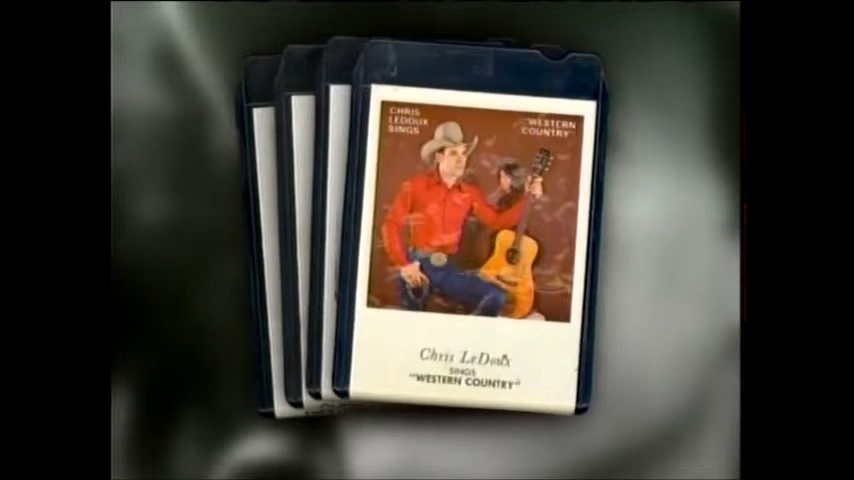 CHRIS
LEDOUX
SINGS
"WESTERN
COUNTRY"
Chris LeDoux
SINGS
"WESTERN COUNTRY"